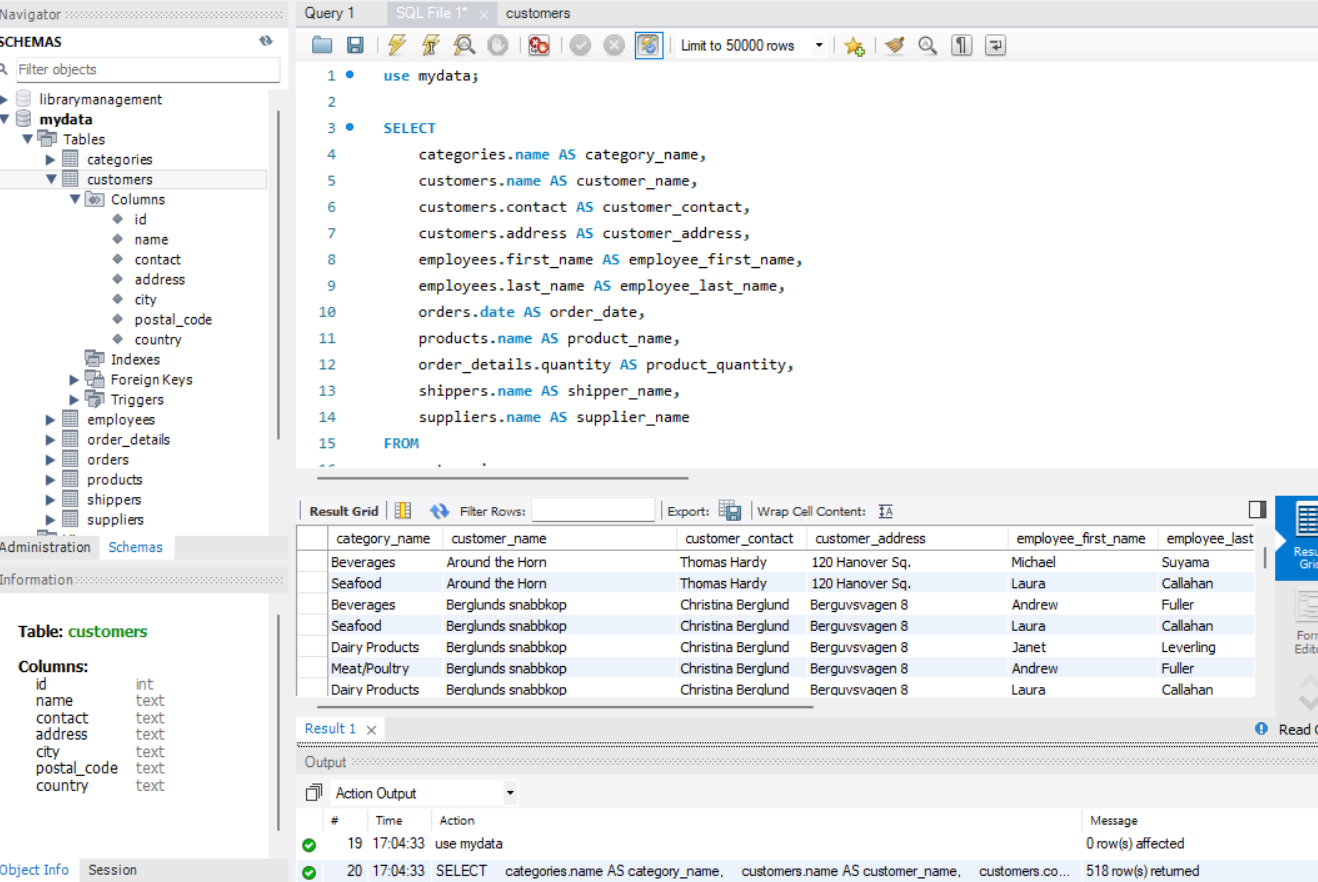 Navigator
SCHEMAS
Filter objects
librarymanagement
mydata
Tables
categories
customers
Columns
id
name
contact
address
city
postal_code
country
Indexes
Foreign Keys
Triggers
employees
order_details
orders
products
shippers
suppliers
Administration Schemas
Information
Table: customers
Columns:
id int
name text
contact text
address text
city text
postal_code text
country text
Object Info Session
Query 1 SQL File 1* customers
Limit to 50000 rows
1 use mydata;
2
3 SELECT
4 categories.name AS category_name,
5 customers.name AS customer_name,
6 customers.contact AS customer_contact,
7 customers.address AS customer_address,
8 employees.first_name AS employee_first_name,
9 employees.last_name AS employee_last_name,
10 orders.date AS order_date,
11 products.name AS product_name,
12 order_details.quantity AS product_quantity,
13 shippers.name AS shipper_name,
14 suppliers.name AS supplier_name
15 FROM
Result Grid Filter Rows: Export: Wrap Cell Content:
category_name customer_name customer_contact customer_address employee_first_name employee_last
Beverages Around the Horn Thomas Hardy 120 Hanover Sq. Michael Suyama
Seafood Around the Horn Thomas Hardy 120 Hanover Sq. Laura Callahan
Beverages Berglunds snabbkop Christina Berglund Berguvsvagen 8 Andrew Fuller
Seafood Berglunds snabbkop Christina Berglund Berguvsvagen 8 Laura Callahan
Dairy Products Berglunds snabbkop Christina Berglund Berguvsvagen 8 Janet Leverling
Meat/Poultry Berglunds snabbkop Christina Berglund Berguvsvagen 8 Andrew Fuller
Dairy Products Berglunds snabbkop Christina Berglund Berguvsvagen 8 Laura Callahan
Result 1 Read
Output
Action Output
# Time Action Message
19 17:04:33 use mydata 0 row(s) affected
20 17:04:33 SELECT categories.name AS category_name, customers.name AS customer_name, customers.co... 518 row(s) returned